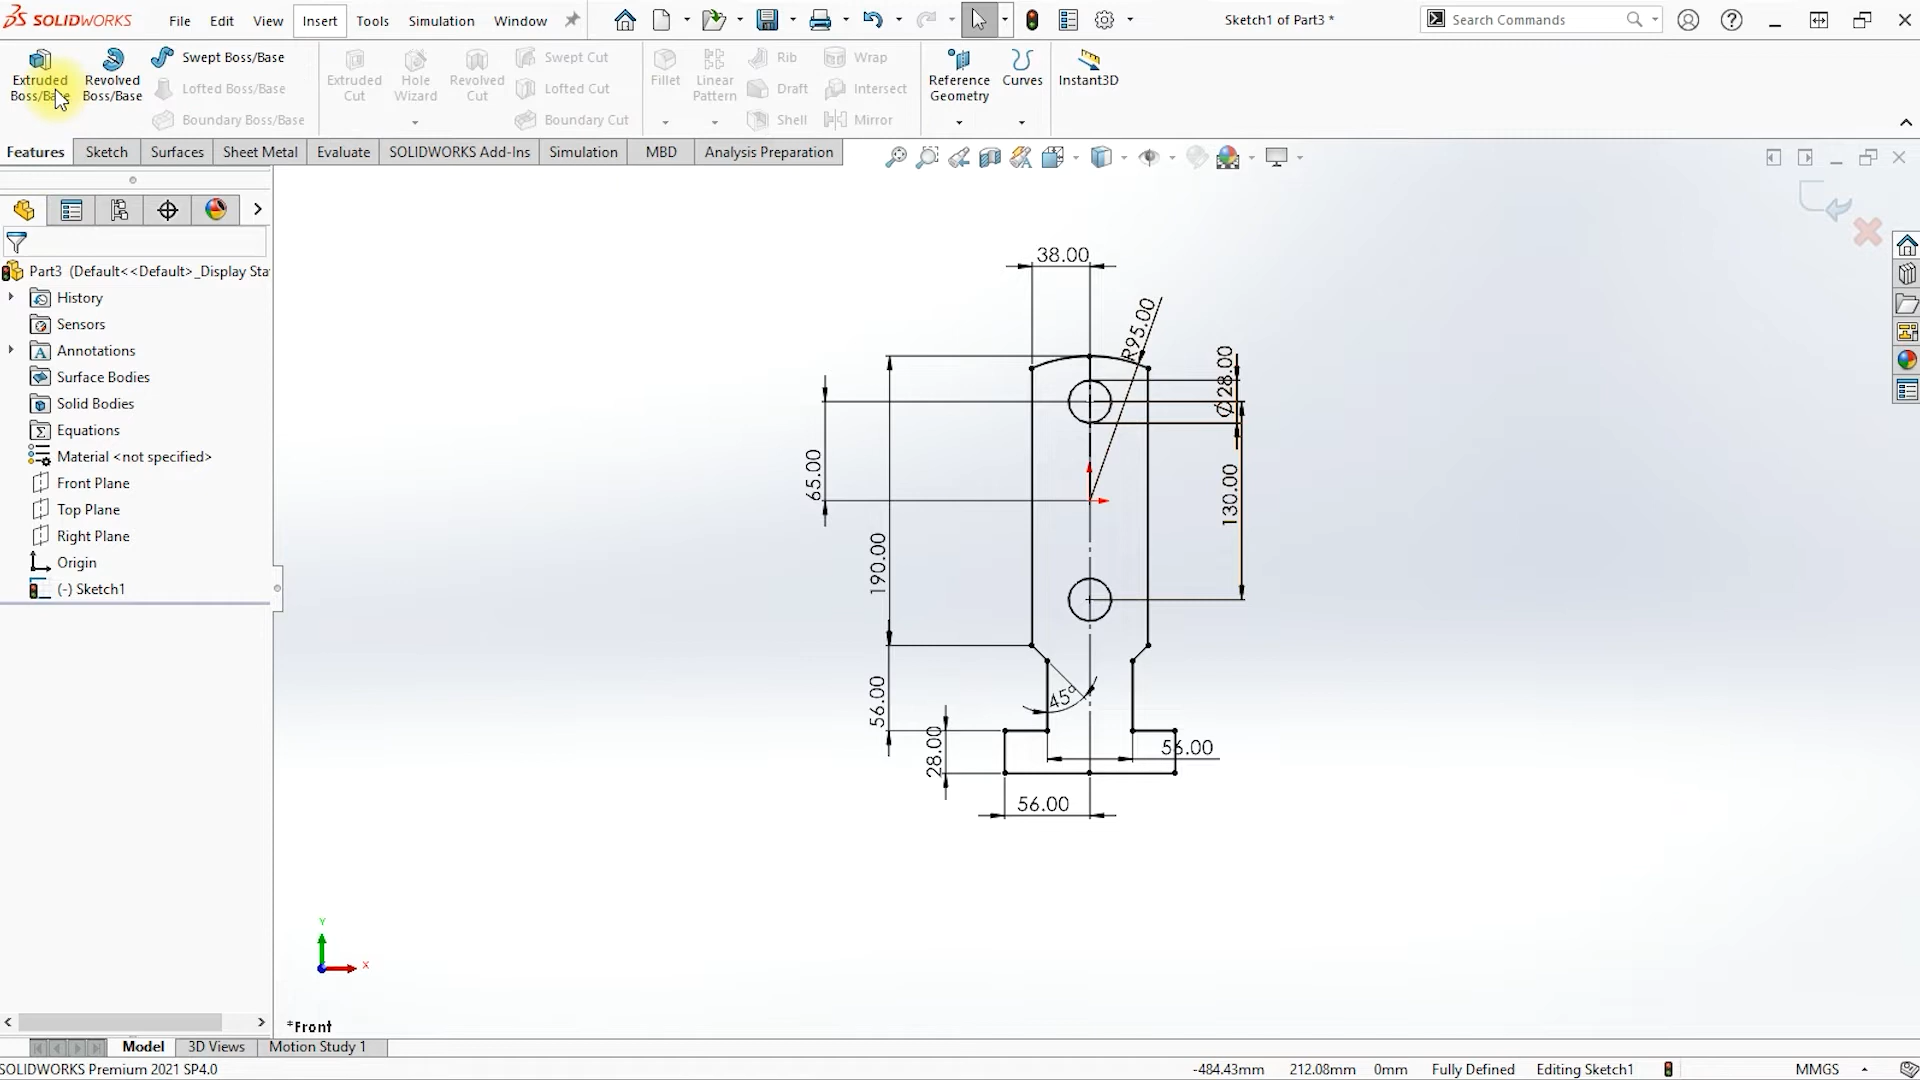 SOLIDWORKS File Edit View Insert Tools Simulation Window Sketch1 of Part3 * Search Commands
Extruded Boss/Base
Revolved Boss/Base
Swept Boss/Base
Lofted Boss/Base
Boundary Boss/Base
Extruded Cut
Hole Wizard
Revolved Cut
Swept Cut
Lofted Cut
Boundary Cut
Fillet
Linear Pattern
Rib
Draft
Shell
Wrap
Intersect
Mirror
Reference Geometry
Curves
Instant3D
Features Sketch Surfaces Sheet Metal Evaluate SOLIDWORKS Add-Ins Simulation MBD Analysis Preparation
Part3 (Default<<Default>_Display Sta
History
Sensors
Annotations
Surface Bodies
Solid Bodies
Equations
Material <not specified>
Front Plane
Top Plane
Right Plane
Origin
(-) Sketch1
38.00
R95.00
Ø28.00
65.00
130.00
190.00
45°
56.00
28.00
56.00
56.00
Y
X
*Front
Model 3D Views Motion Study 1
SOLIDWORKS Premium 2021 SP4.0 -484.43mm 212.08mm 0mm Fully Defined Editing Sketch1 MMGS